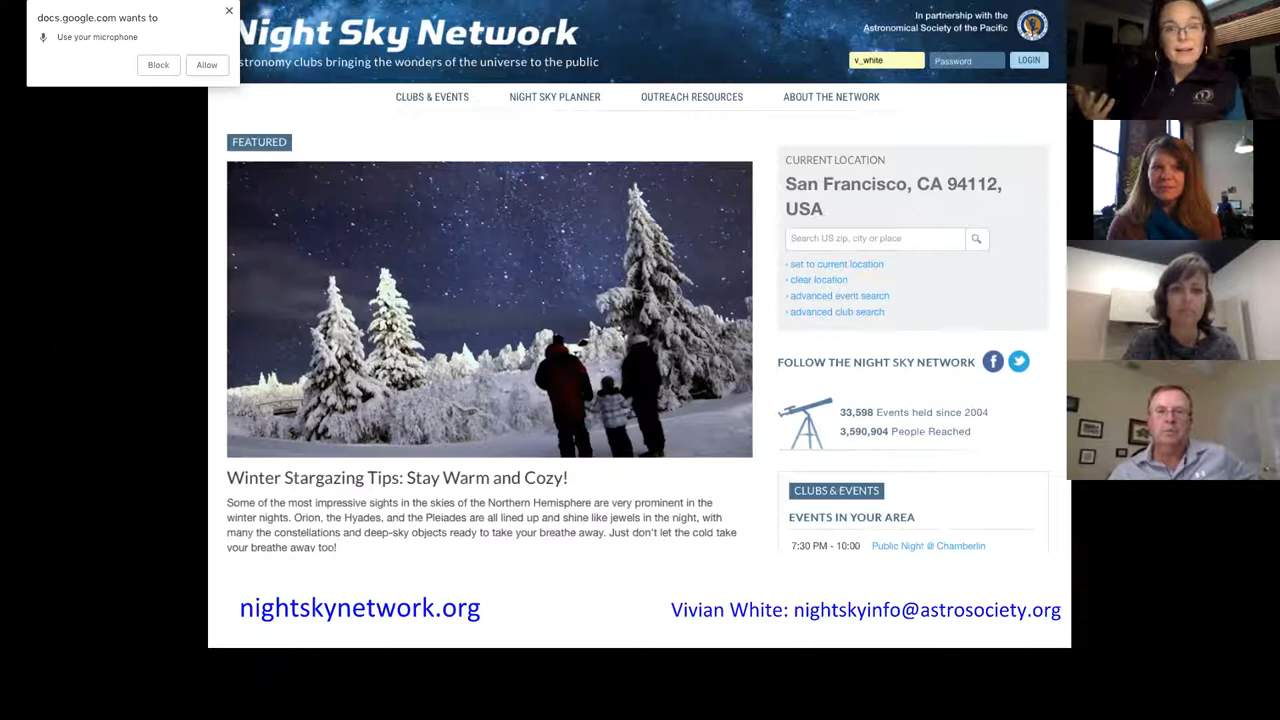 docs.google.com wants to
Use your microphone
Block
Allow
Night Sky Network
stronomy clubs bringing the wonders of the universe to the public
In partnership with the
Astronomical Society of the Pacific
v_white
Password
LOGIN
CLUBS & EVENTS
NIGHT SKY PLANNER
OUTREACH RESOURCES
ABOUT THE NETWORK
FEATURED
Winter Stargazing Tips: Stay Warm and Cozy!
Some of the most impressive sights in the skies of the Northern Hemisphere are very prominent in the
winter nights. Orion, the Hyades, and the Pleiades are all lined up and shine like jewels in the night, with
many the constellations and deep-sky objects ready to take your breathe away. Just don't let the cold take
your breathe away too!
CURRENT LOCATION
San Francisco, CA 94112,
USA
Search US zip, city or place
› set to current location
› clear location
› advanced event search
› advanced club search
FOLLOW THE NIGHT SKY NETWORK
33,598 Events held since 2004
3,590,904 People Reached
CLUBS & EVENTS
EVENTS IN YOUR AREA
7:30 PM - 10:00 Public Night @ Chamberlin
nightskynetwork.org
Vivian White: nightskyinfo@astrosociety.org